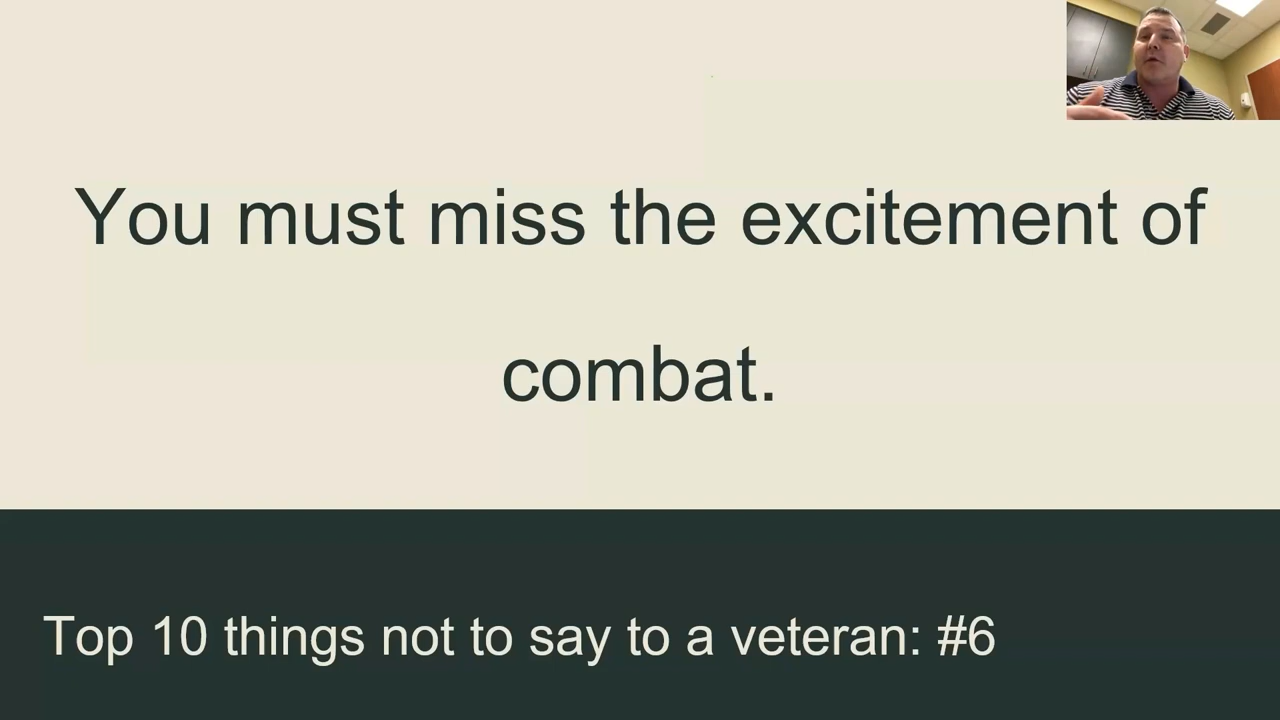 You must miss the excitement of
combat.
Top 10 things not to say to a veteran: #6